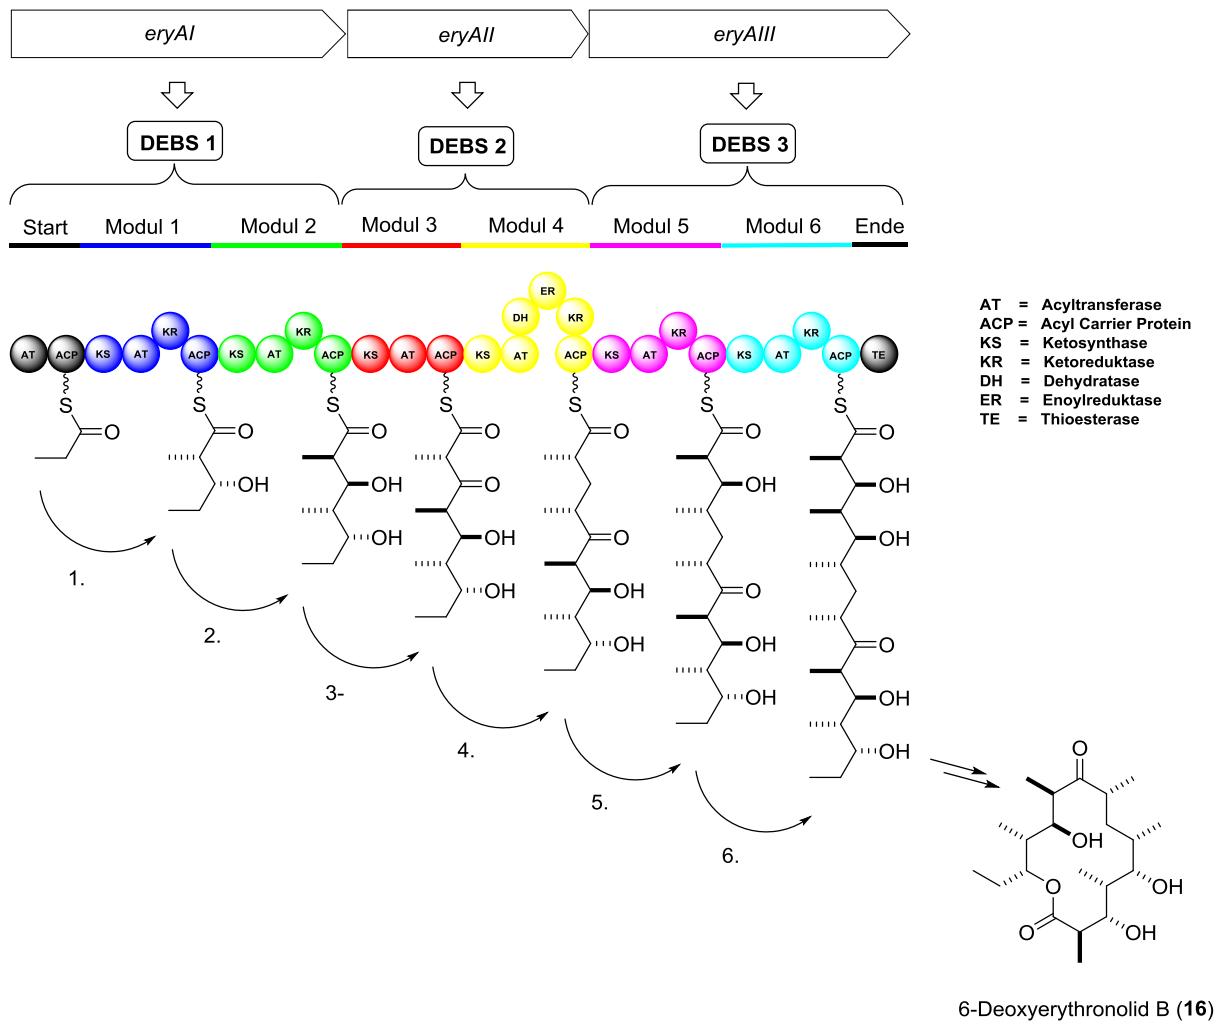 eryAI eryAII eryAIII
DEBS 1 DEBS 2 DEBS 3
Start Modul 1 Modul 2 Modul 3 Modul 4 Modul 5 Modul 6 Ende
ER
DH KR
KR KR KR KR
AT ACP KS AT ACP KS AT ACP KS AT ACP KS AT ACP KS AT ACP KS AT ACP TE
AT = Acyltransferase
ACP = Acyl Carrier Protein
KS = Ketosynthase
KR = Ketoreduktase
DH = Dehydratase
ER = Enoylreduktase
TE = Thioesterase
S S S S S S S
O O O O O O O
OH OH O OH OH
OH OH O OH
OH O OH
OH OH O
OH OH
1.
2.
3-
4.
5.
6.
O
OH
O OH
O OH
6-Deoxyerythronolid B (16)